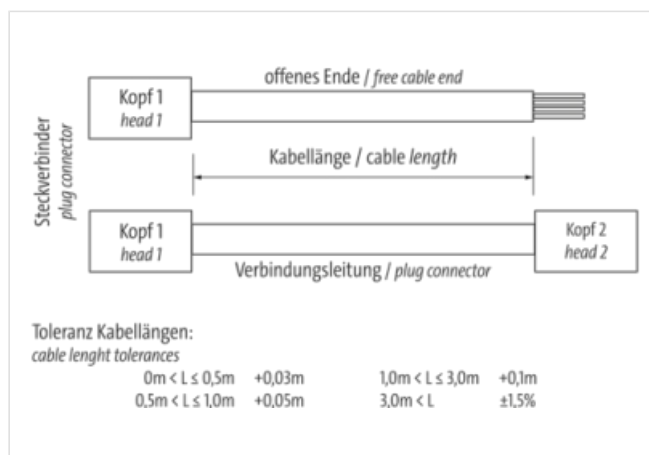 offenes Ende / free cable end
Kopf 1
head 1
Steckverbinder
plug connector
Kabellänge / cable length
Kopf 1
head 1
Kopf 2
head 2
Verbindungsleitung / plug connector
Toleranz Kabellängen:
cable lenght tolerances
0m < L ≤ 0,5m +0,03m 1,0m < L ≤ 3,0m +0,1m
0,5m < L ≤ 1,0m +0,05m 3,0m < L ±1,5%